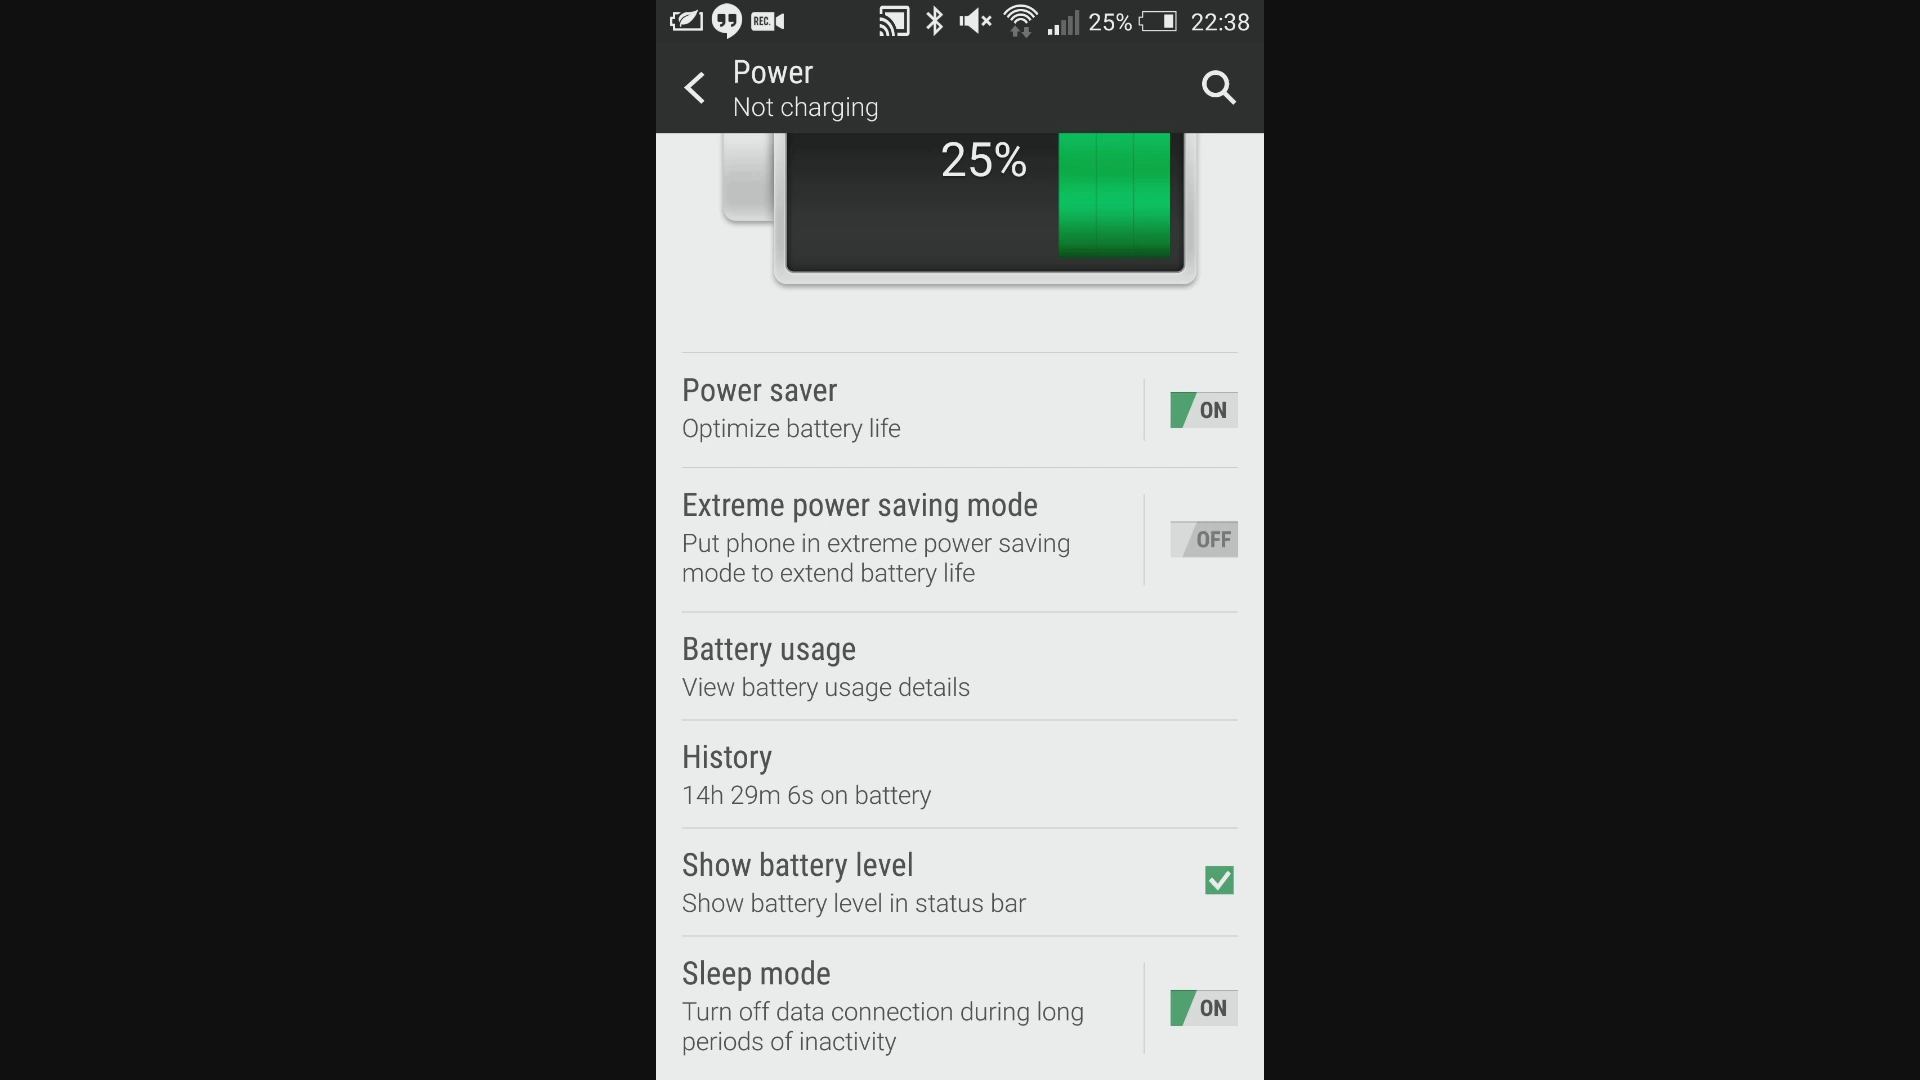 REC. 25% 22:38
Power
Not charging
25%
Power saver
Optimize battery life
ON
Extreme power saving mode
Put phone in extreme power saving
mode to extend battery life
OFF
Battery usage
View battery usage details
History
14h 29m 6s on battery
Show battery level
Show battery level in status bar
Sleep mode
Turn off data connection during long
periods of inactivity
ON